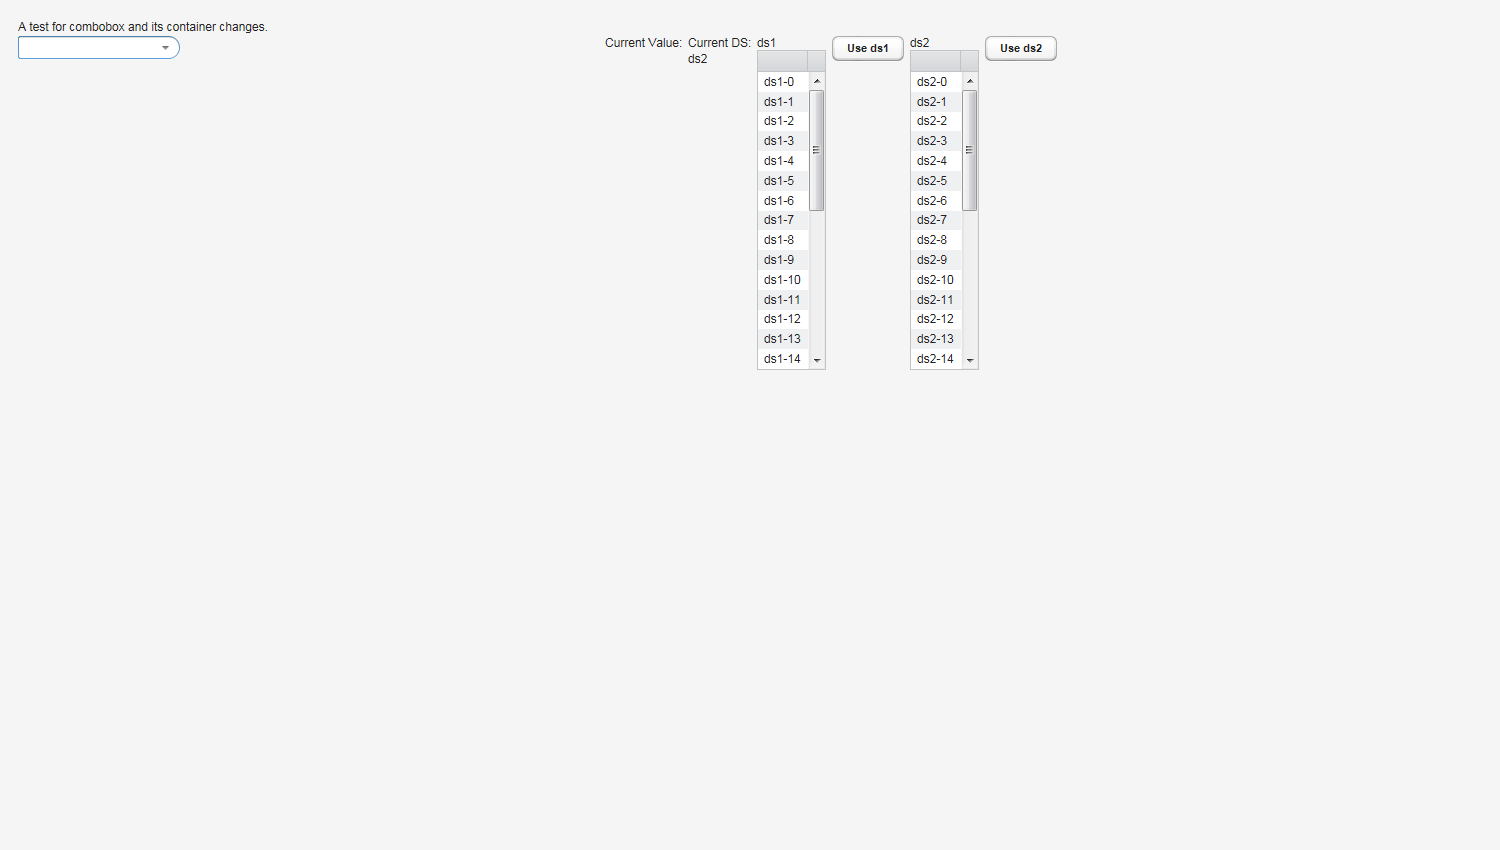 A test for combobox and its container changes.
Current Value:
Current DS:
ds2
ds1
ds1-0
ds1-1
ds1-2
ds1-3
ds1-4
ds1-5
ds1-6
ds1-7
ds1-8
ds1-9
ds1-10
ds1-11
ds1-12
ds1-13
ds1-14
Use ds1
ds2
ds2-0
ds2-1
ds2-2
ds2-3
ds2-4
ds2-5
ds2-6
ds2-7
ds2-8
ds2-9
ds2-10
ds2-11
ds2-12
ds2-13
ds2-14
Use ds2